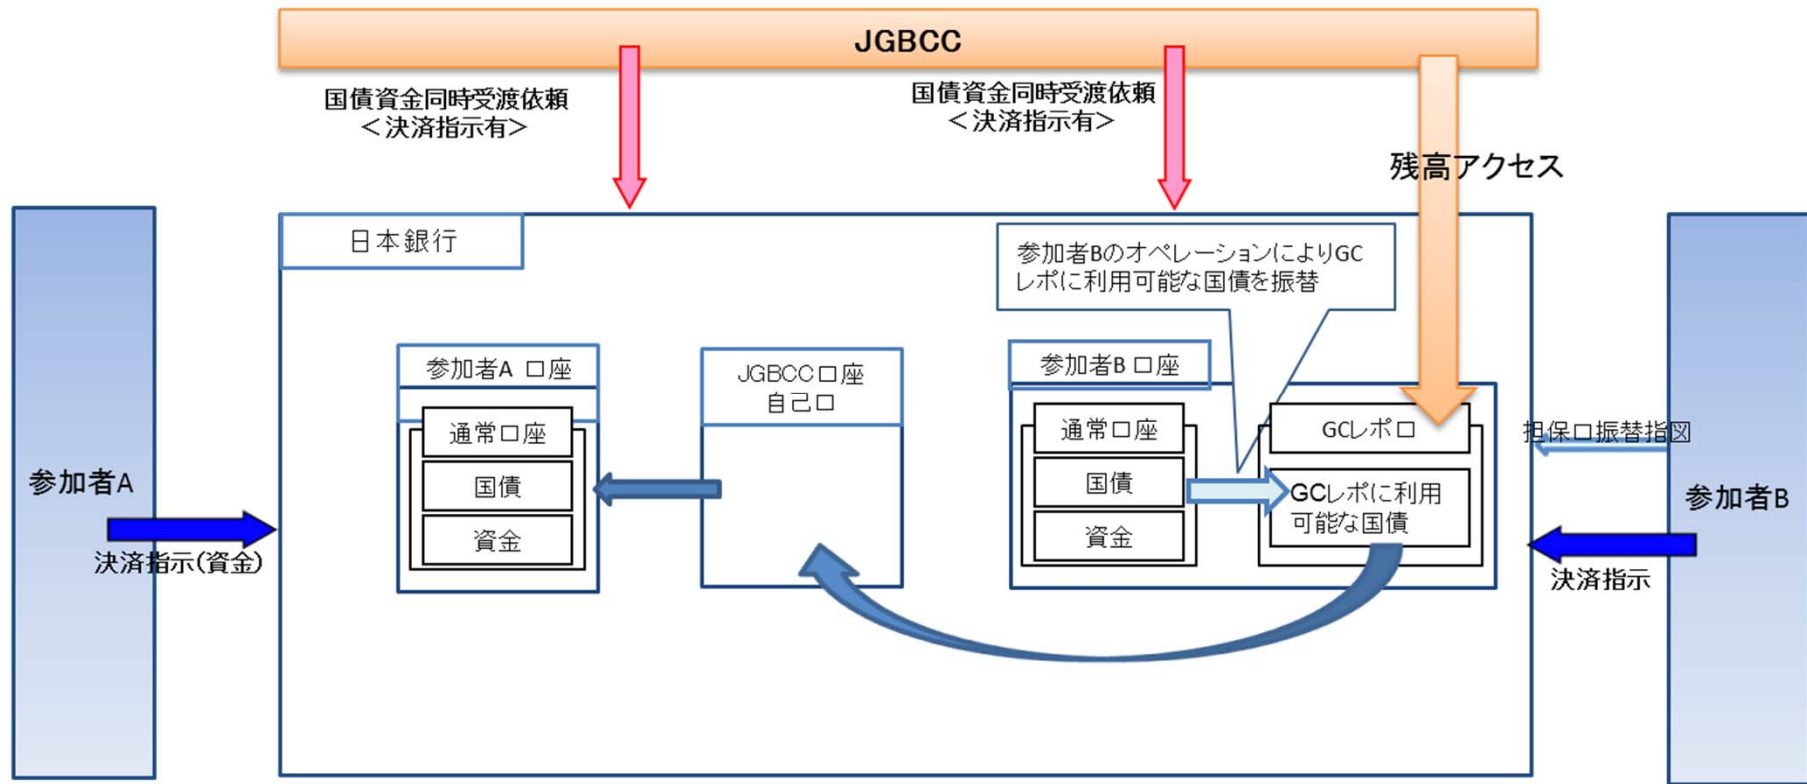 JGBCC
国債資金同時受渡依頼
＜決済指示有＞
国債資金同時受渡依頼
＜決済指示有＞
残高アクセス
日本銀行
参加者BのオペレーションによりGC
レポに利用可能な国債を振替
参加者A 口座
通常口座
国債
資金
JGBCC口座
自己口
参加者B 口座
通常口座
国債
資金
GCレポ口
GCレポに利用
可能な国債
担保口振替指図
参加者A
決済指示(資金)
参加者B
決済指示